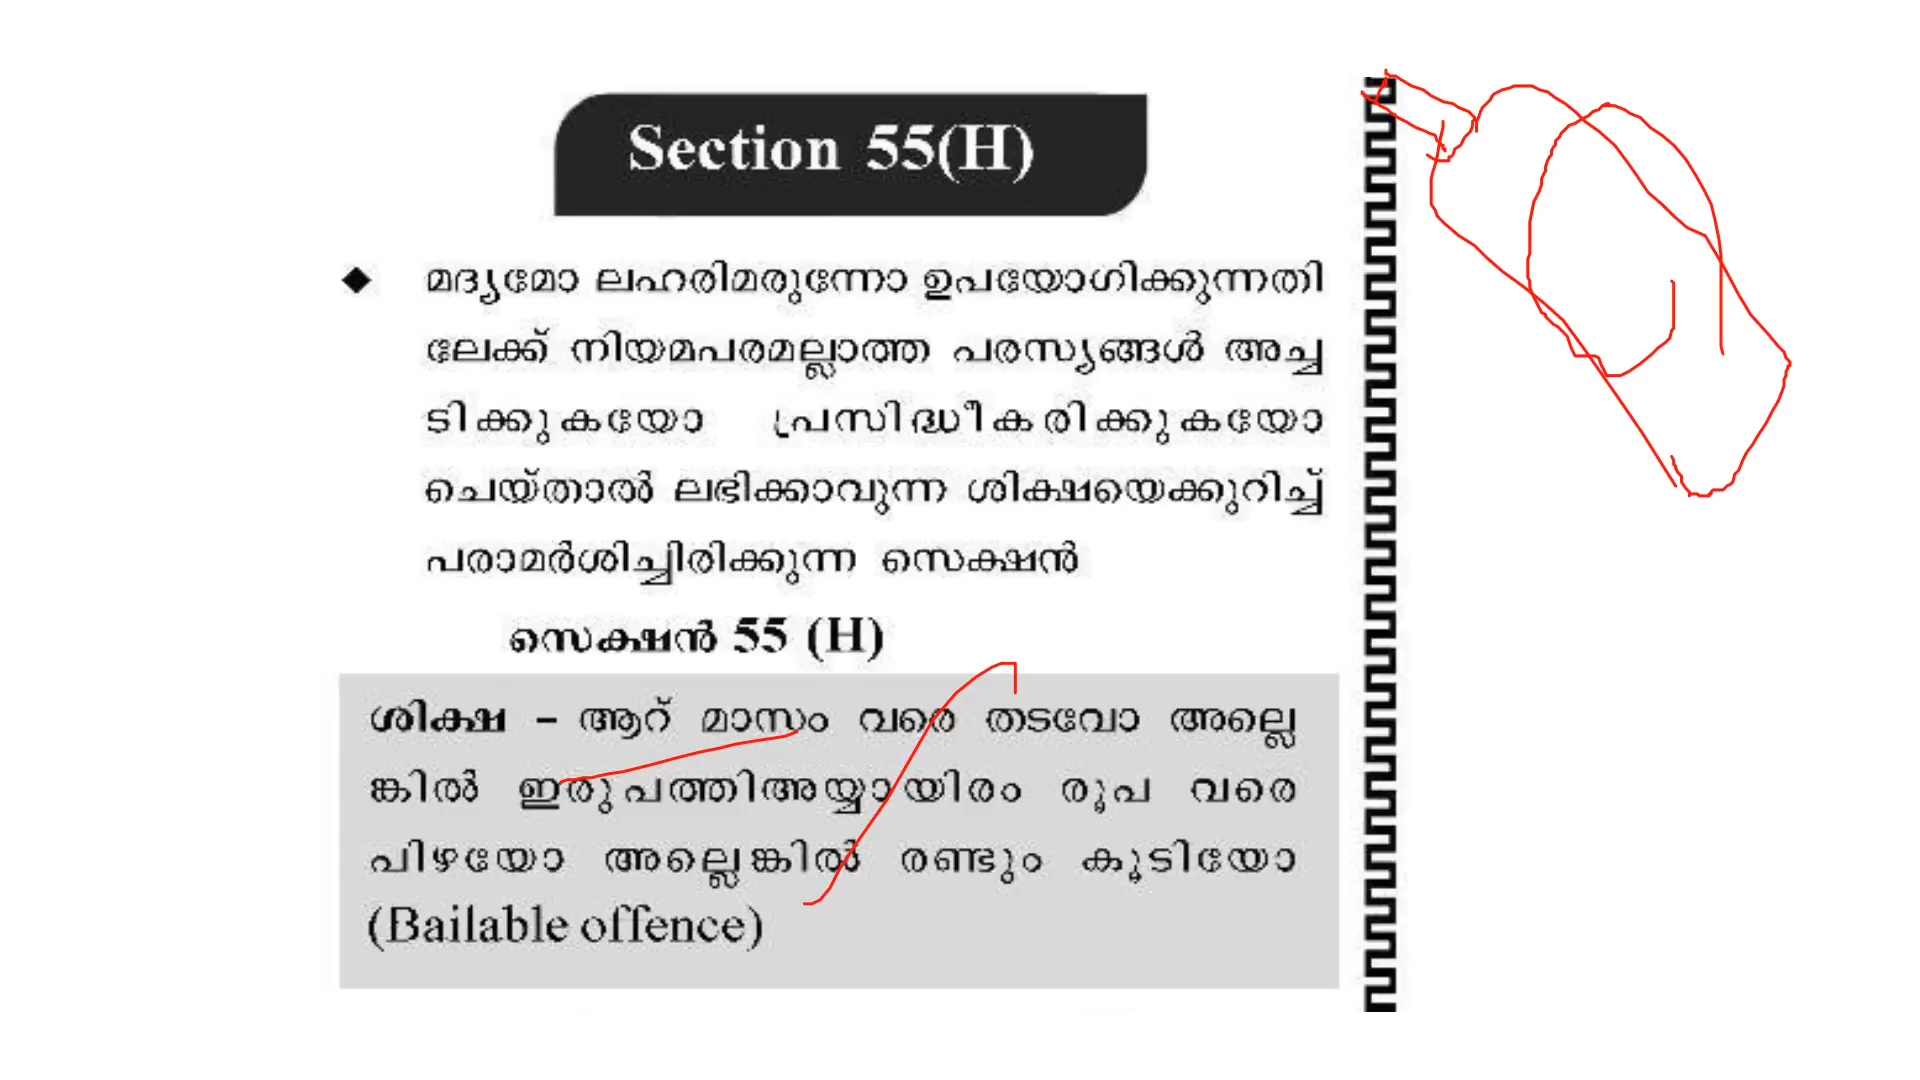 Section 55(H)
◆ മദ്യമോ ലഹരിമരുന്നോ ഉപയോഗിക്കുന്നതി
ലേക്ക് നിയമപരമല്ലാത്ത പരസ്യങ്ങൾ അച്ച
ടിക്കുകയോ പ്രസിദ്ധീകരിക്കുകയോ
ചെയ്താൽ ലഭിക്കാവുന്ന ശിക്ഷയെക്കുറിച്ച്
പരാമർശിച്ചിരിക്കുന്ന സെക്ഷൻ
സെക്ഷൻ 55 (H)
ശിക്ഷ – ആറ് മാസം വരെ തടവോ അല്ലെ
ങ്കിൽ ഇരുപത്തിഅയ്യായിരം രൂപ വരെ
പിഴയോ അല്ലെങ്കിൽ രണ്ടും കൂടിയോ
(Bailable offence)